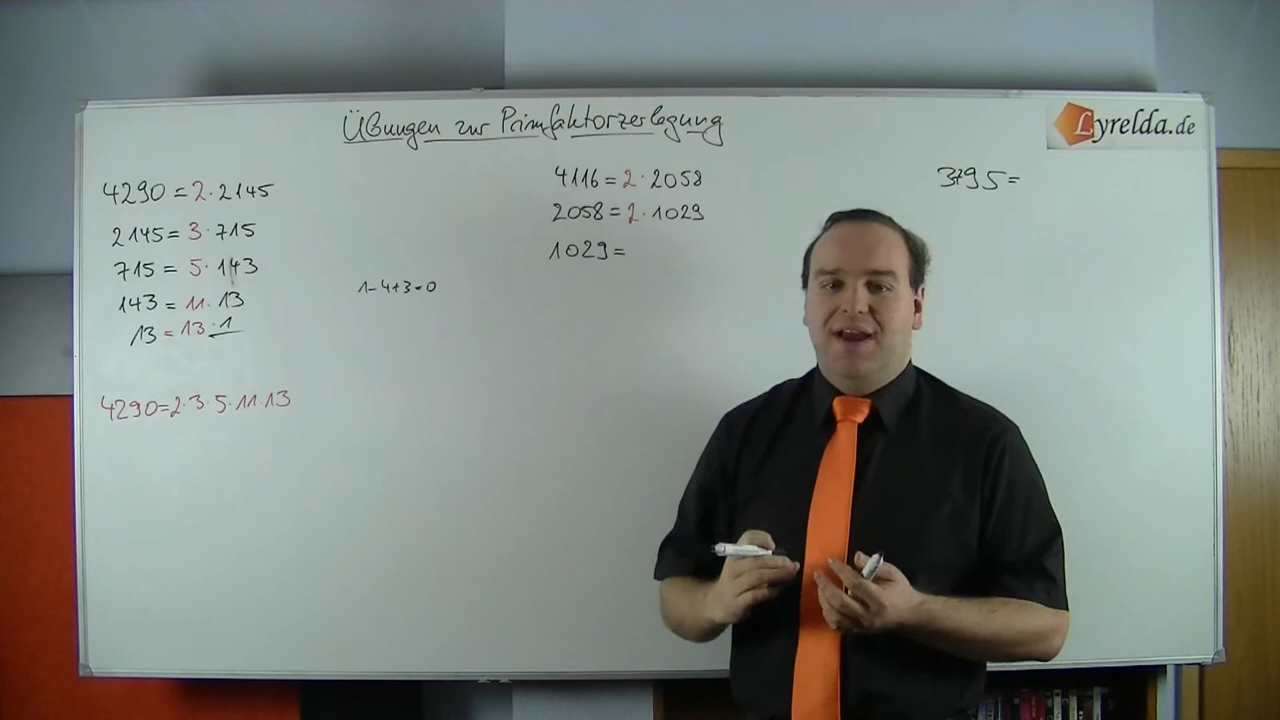 Übungen zur Primfaktorzerlegung
Lyrelda.de
4290 = 2 · 2145
2145 = 3 · 715
715 = 5 · 143
143 = 11 · 13
13 = 13 · 1
1-4+3=0
4290=2·3·5·11·13
4116 = 2 · 2058
2058 = 2 · 1029
1029 =
3795 =